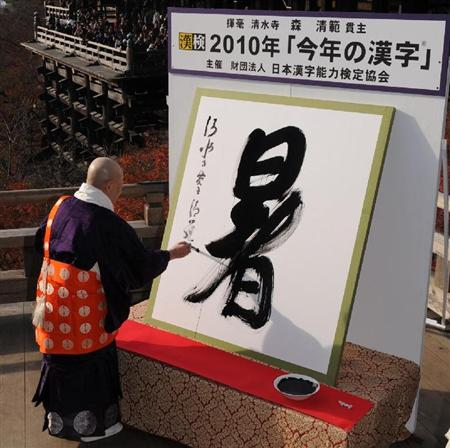 揮毫 清水寺 森 清範 貫主
漢検 2010年「今年の漢字」
主催 財団法人 日本漢字能力検定協会
暑